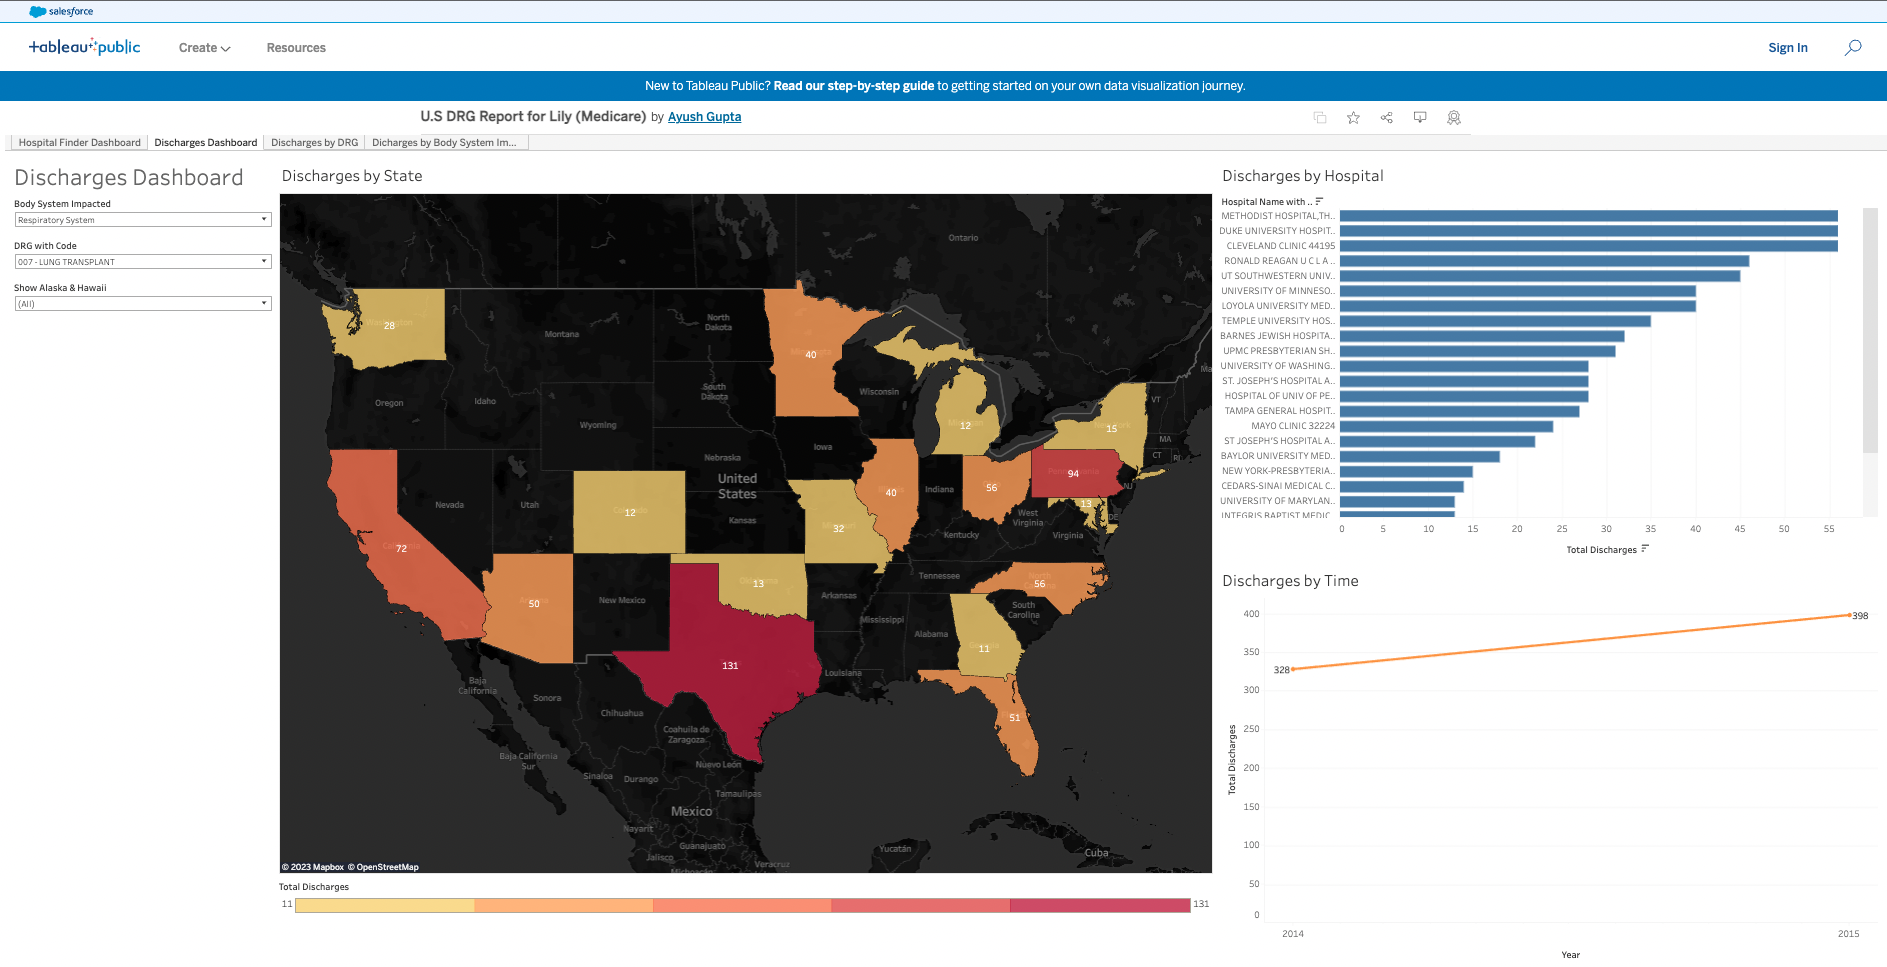 salesforce
+ableau+public
Create
Resources
Sign In
New to Tableau Public? Read our step-by-step guide to getting started on your own data visualization journey.
U.S DRG Report for Lily (Medicare) by Ayush Gupta
Hospital Finder Dashboard
Discharges Dashboard
Discharges by DRG
Dicharges by Body System Im...
Discharges Dashboard
Body System Impacted
Respiratory System
DRG with Code
007 - LUNG TRANSPLANT
Show Alaska & Hawaii
(All)
Discharges by State
Ontario
Washington
28
Montana
North Dakota
Minnesota
40
Oregon
Idaho
South Dakota
Wisconsin
Michigan
12
New York
15
VT
Ma
MA
CT
RI
Wyoming
Iowa
Nebraska
United States
Pennsylvania
94
NJ
Nevada
Utah
Colorado
12
Kansas
Missouri
32
40
Indiana
56
13
DE
West Virginia
Virginia
Kentucky
California
72
50
New Mexico
Oklahoma
13
Arkansas
Tennessee
North Carolina
56
South Carolina
Mississippi
Alabama
Georgia
11
131
Louisiana
51
Baja California
Sonora
Chihuahua
Coahuila de Zaragoza
Baja California Sur
Sinaloa
Durango
Nuevo León
Tamaulipas
Mexico
Nayarit
Guanajuato
Jalisco
Veracruz
Yucatán
Cuba
© 2023 Mapbox © OpenStreetMap
Total Discharges
11
131
Discharges by Hospital
Hospital Name with ..
METHODIST HOSPITAL,TH..
DUKE UNIVERSITY HOSPIT..
CLEVELAND CLINIC 44195
RONALD REAGAN U C L A ..
UT SOUTHWESTERN UNIV..
UNIVERSITY OF MINNESO..
LOYOLA UNIVERSITY MED..
TEMPLE UNIVERSITY HOS..
BARNES JEWISH HOSPITA..
UPMC PRESBYTERIAN SH..
UNIVERSITY OF WASHING..
ST. JOSEPH'S HOSPITAL A..
HOSPITAL OF UNIV OF PE..
TAMPA GENERAL HOSPIT..
MAYO CLINIC 32224
ST JOSEPH'S HOSPITAL A..
BAYLOR UNIVERSITY MED..
NEW YORK-PRESBYTERIA..
CEDARS-SINAI MEDICAL C..
UNIVERSITY OF MARYLAN..
INTEGRIS BAPTIST MEDIC..
0 5 10 15 20 25 30 35 40 45 50 55
Total Discharges
Discharges by Time
400
350
300
250
200
150
100
50
0
Total Discharges
328
398
2014
2015
Year